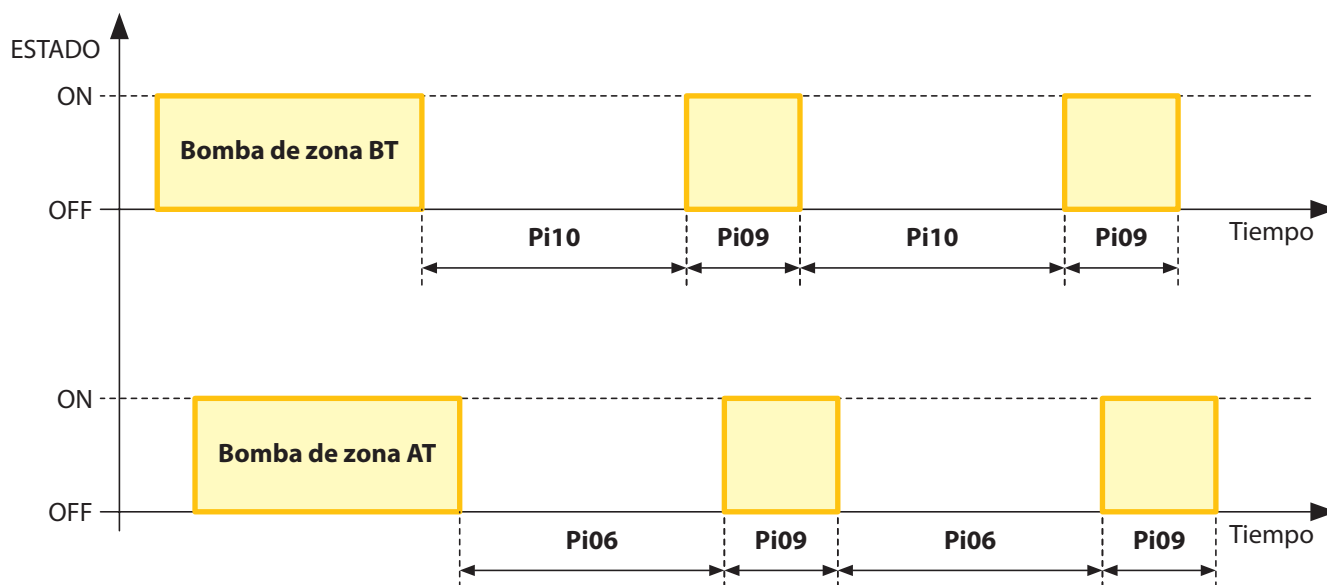 ESTADO
ON
Bomba de zona BT
OFF
Pi10 Pi09 Pi10 Pi09 Tiempo
ON
Bomba de zona AT
OFF
Pi06 Pi09 Pi06 Pi09 Tiempo